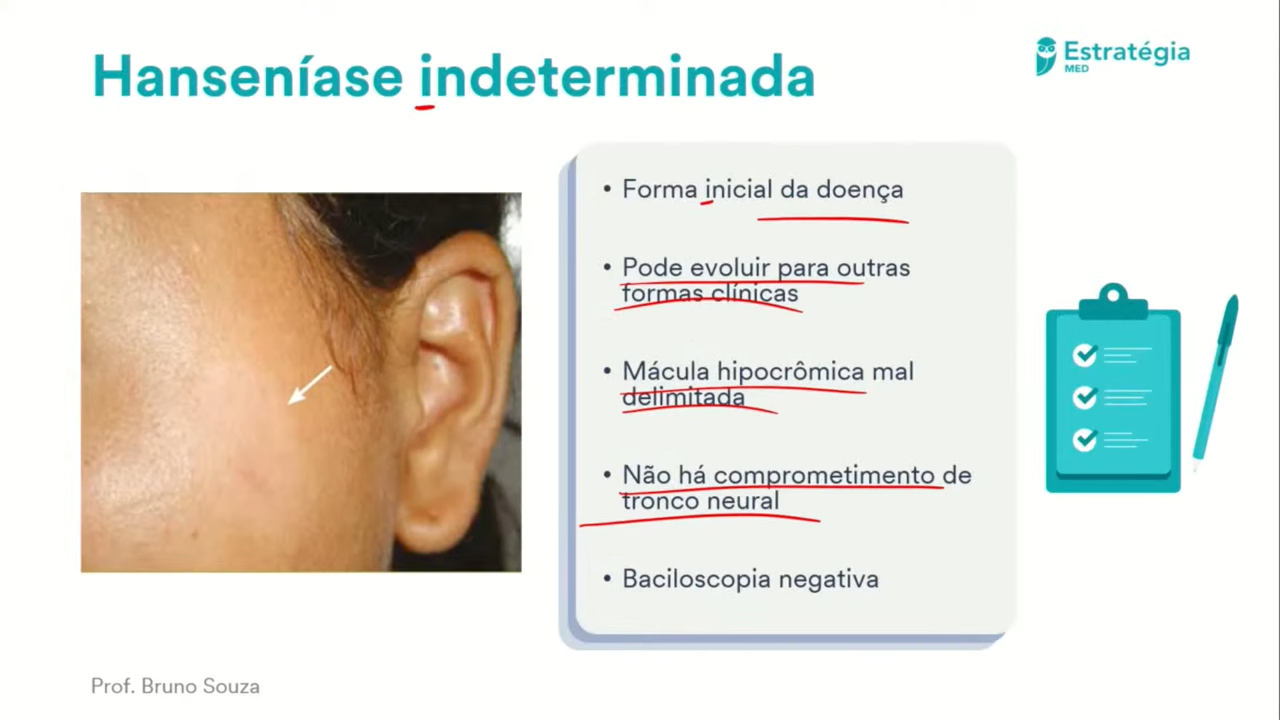 Hanseníase indeterminada
Estratégia
MED
• Forma inicial da doença
• Pode evoluir para outras
formas clínicas
• Mácula hipocrômica mal
delimitada
• Não há comprometimento de
tronco neural
• Baciloscopia negativa
Prof. Bruno Souza